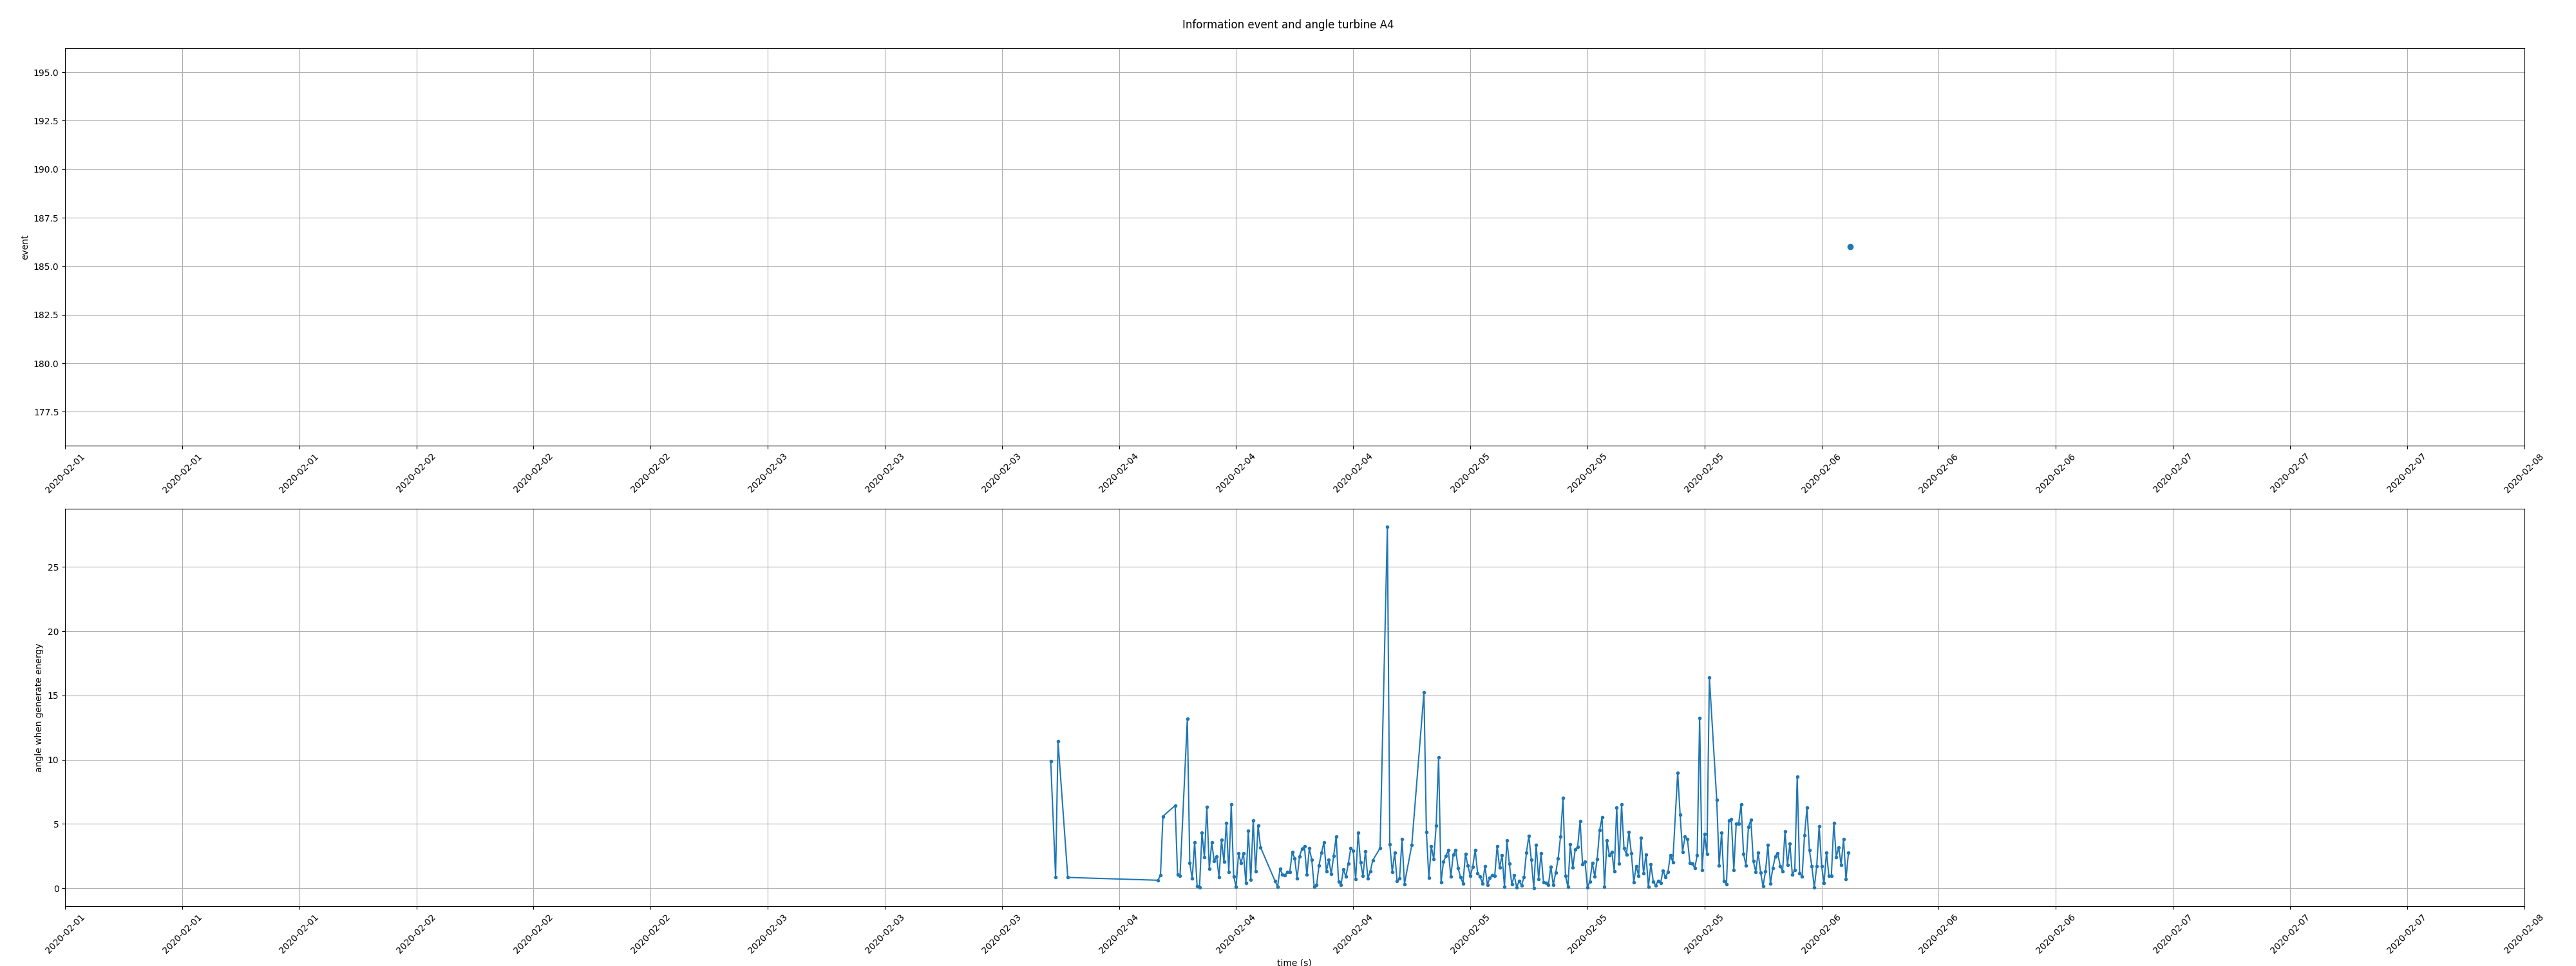 Information event and angle turbine A4
195.0
192.5
190.0
187.5
185.0
182.5
180.0
177.5
event
2020-02-01 2020-02-01 2020-02-01 2020-02-02 2020-02-02 2020-02-02 2020-02-03 2020-02-03 2020-02-03 2020-02-04 2020-02-04 2020-02-04 2020-02-05 2020-02-05 2020-02-05 2020-02-06 2020-02-06 2020-02-06 2020-02-07 2020-02-07 2020-02-07 2020-02-08
25
20
15
10
5
0
angle when generate energy
2020-02-01 2020-02-01 2020-02-01 2020-02-02 2020-02-02 2020-02-02 2020-02-03 2020-02-03 2020-02-03 2020-02-04 2020-02-04 2020-02-04 2020-02-05 2020-02-05 2020-02-05 2020-02-06 2020-02-06 2020-02-06 2020-02-07 2020-02-07 2020-02-07 2020-02-08
time (s)